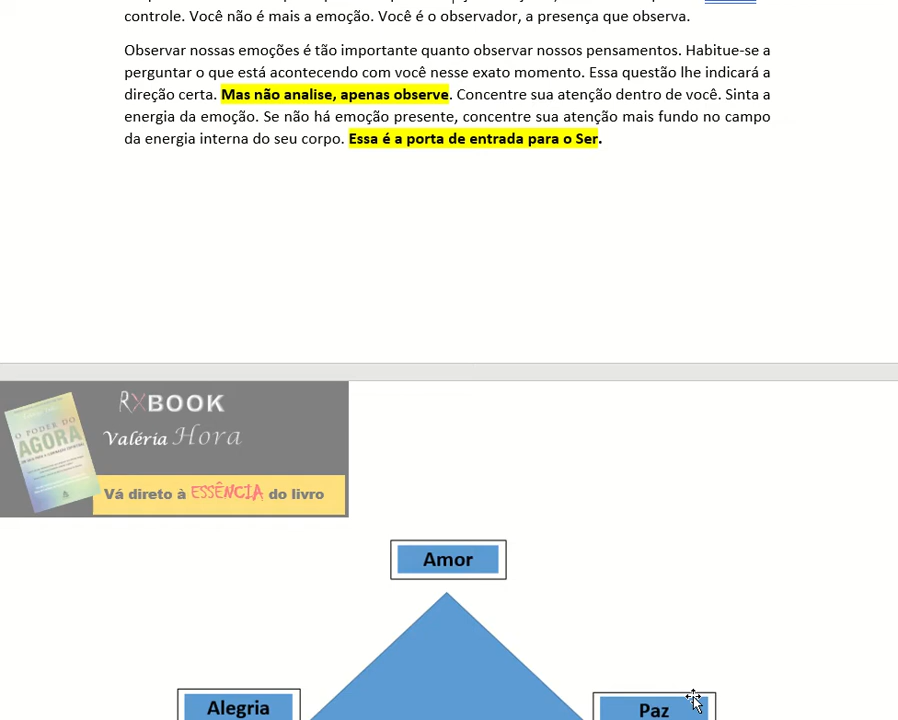 controle. Você não é mais a emoção. Você é o observador, a presença que observa.
Observar nossas emoções é tão importante quanto observar nossos pensamentos. Habitue-se a
perguntar o que está acontecendo com você nesse exato momento. Essa questão lhe indicará a
direção certa. Mas não analise, apenas observe. Concentre sua atenção dentro de você. Sinta a
energia da emoção. Se não há emoção presente, concentre sua atenção mais fundo no campo
da energia interna do seu corpo. Essa é a porta de entrada para o Ser.
RXBOOK
Valéria Hora
O PODER DO
AGORA
Vá direto à ESSÊNCIA do livro
Amor
Alegria
Paz